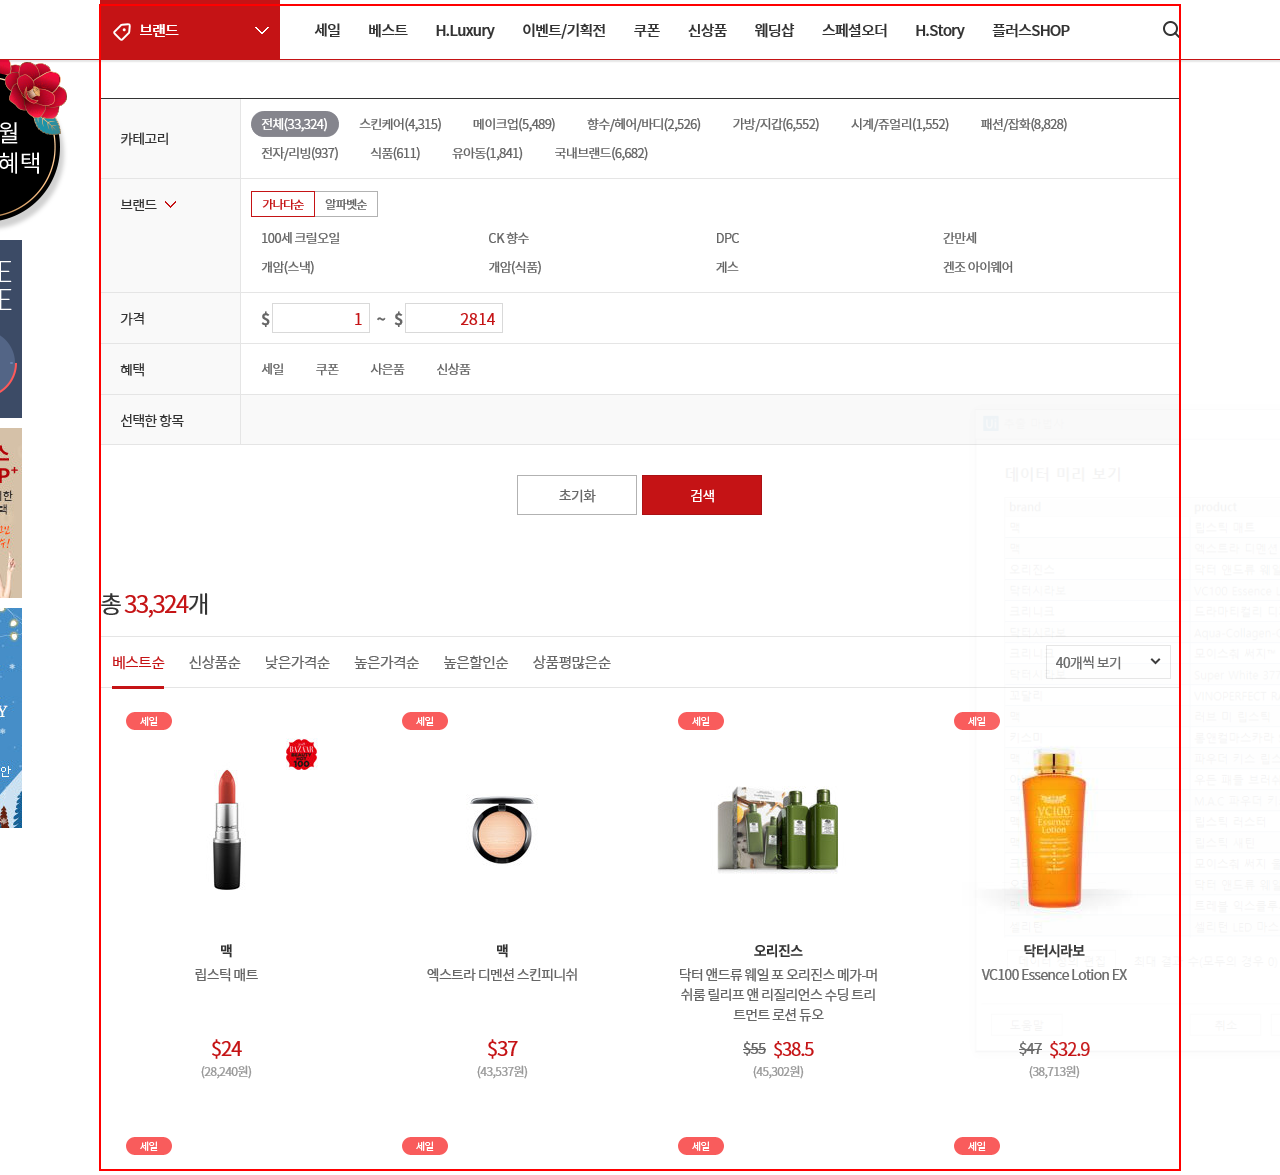 브랜드 세일 베스트 H.Luxury 이벤트/기획전 쿠폰 신상품 웨딩샵 스페셜오더 H.Story 플러스SHOP
월
혜택
카테고리 전체(33,324) 스킨케어(4,315) 메이크업(5,489) 향수/헤어/바디(2,526) 가방/지갑(6,552) 시계/쥬얼리(1,552) 패션/잡화(8,828)
전자/리빙(937) 식품(611) 유아동(1,841) 국내브랜드(6,682)
브랜드 가나다순 알파벳순
100세 크릴오일 CK 향수 DPC 간만세
개암(스낵) 개암(식품) 게스 겐조 아이웨어
가격 $ 1 ~ $ 2814
혜택 세일 쿠폰 사은품 신상품
선택한 항목
초기화 검색
데이터 미리 보기
brand product
총 33,324개
베스트순 신상품순 낮은가격순 높은가격순 높은할인순 상품평많은순 40개씩 보기
세일 세일 세일 세일
BAZAAR
100
VC100
Essence
Lotion
맥 맥 오리진스 닥터시라보
립스틱 매트 엑스트라 디멘션 스킨피니쉬 닥터 앤드류 웨일 포 오리진스 메가-머 VC100 Essence Lotion EX
쉬룸 릴리프 앤 리질리언스 수딩 트리
트먼트 로션 듀오
$24 $37 $55 $38.5 $47 $32.9
(28,240원) (43,537원) (45,302원) (38,713원)
세일 세일 세일 세일